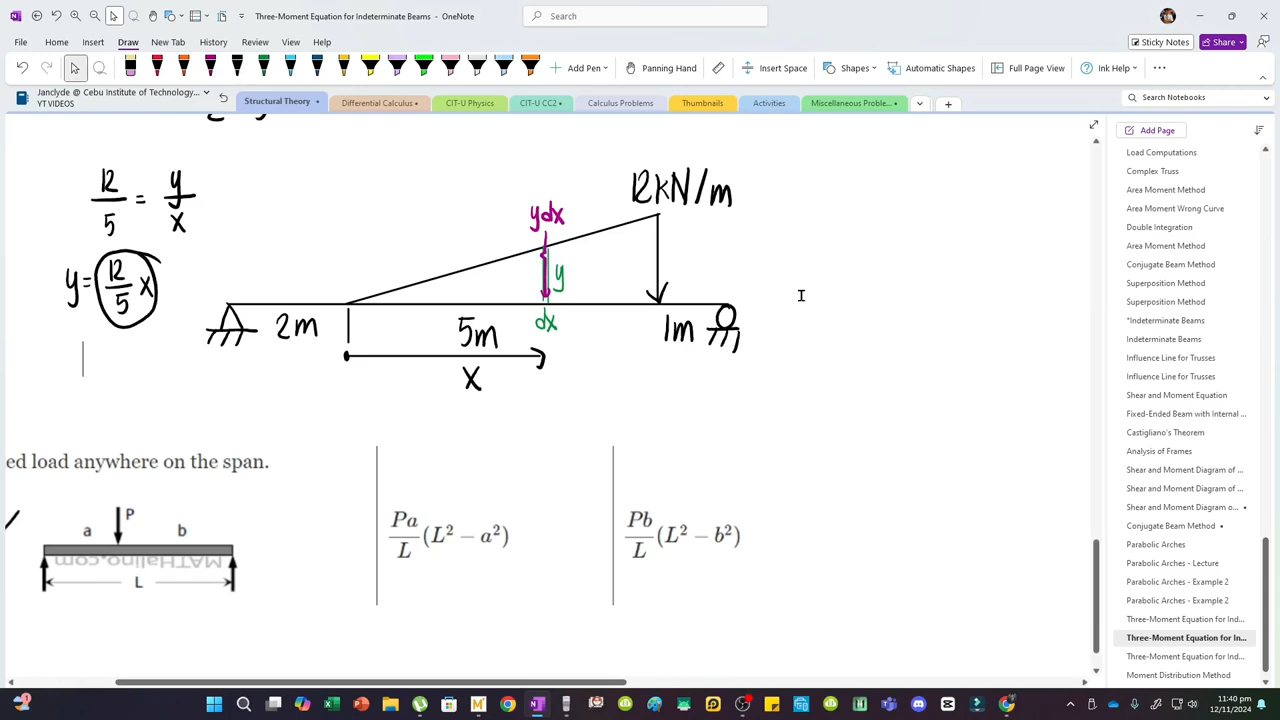 Three-Moment Equation for Indeterminate Beams - OneNote
Search
File Home Insert Draw New Tab History Review View Help
Sticky Notes
Share
Add Pen
Panning Hand
Insert Space
Shapes
Automatic Shapes
Full Page View
Ink Help
Janclyde @ Cebu Institute of Technology...
YT VIDEOS
Structural Theory
Differential Calculus
CIT-U Physics
CIT-U CC2
Calculus Problems
Thumbnails
Activities
Miscellaneous Proble...
Search Notebooks
12/5 = y/x
y = 12/5 x
12kN/m
ydx
y
dx
2m
5m
1m
x
ed load anywhere on the span.
a
P
b
L
MATHalino.com
Pa/L (L² − a²)
Pb/L (L² − b²)
Add Page
Load Computations
Complex Truss
Area Moment Method
Area Moment Wrong Curve
Double Integration
Area Moment Method
Conjugate Beam Method
Superposition Method
Superposition Method
*Indeterminate Beams
Indeterminate Beams
Influence Line for Trusses
Influence Line for Trusses
Shear and Moment Equation
Fixed-Ended Beam with Internal ...
Castigliano's Theorem
Analysis of Frames
Shear and Moment Diagram of ...
Shear and Moment Diagram of ...
Shear and Moment Diagram o...
Conjugate Beam Method
Parabolic Arches
Parabolic Arches - Lecture
Parabolic Arches - Example 2
Parabolic Arches - Example 2
Three-Moment Equation for Ind...
Three-Moment Equation for In...
Three-Moment Equation for Ind...
Moment Distribution Method
11:40 pm
12/11/2024